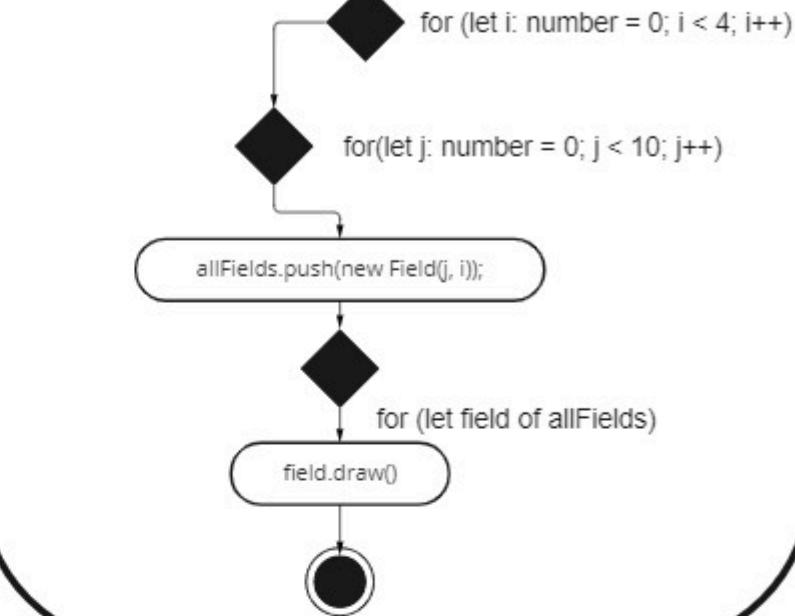 for (let i: number = 0; i < 4; i++)
for(let j: number = 0; j < 10; j++)
allFields.push(new Field(j, i));
for (let field of allFields)
field.draw()